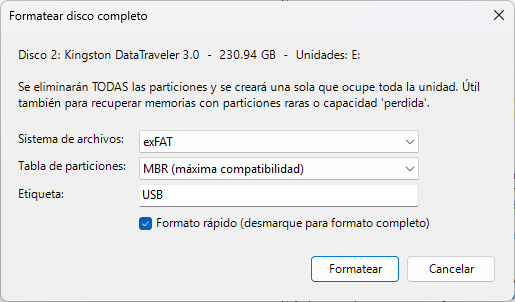 Formatear disco completo
Disco 2: Kingston DataTraveler 3.0 - 230.94 GB - Unidades: E:
Se eliminarán TODAS las particiones y se creará una sola que ocupe toda la unidad. Útil
también para recuperar memorias con particiones raras o capacidad 'perdida'.
Sistema de archivos: exFAT
Tabla de particiones: MBR (máxima compatibilidad)
Etiqueta: USB
Formato rápido (desmarque para formato completo)
Formatear Cancelar